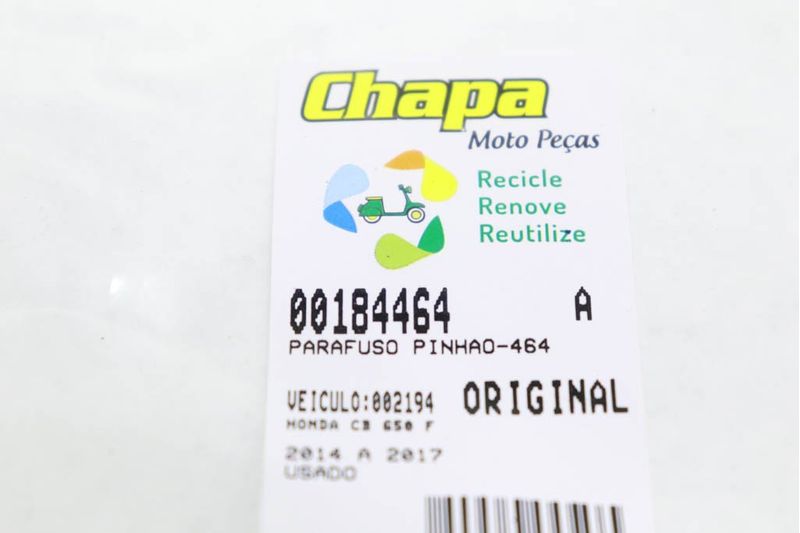 Chapa
Moto Peças
Recicle
Renove
Reutilize
00184464 A
PARAFUSO PINHAO-464
VEICULO:002194 ORIGINAL
HONDA CB 650 F
2014 A 2017
USADO